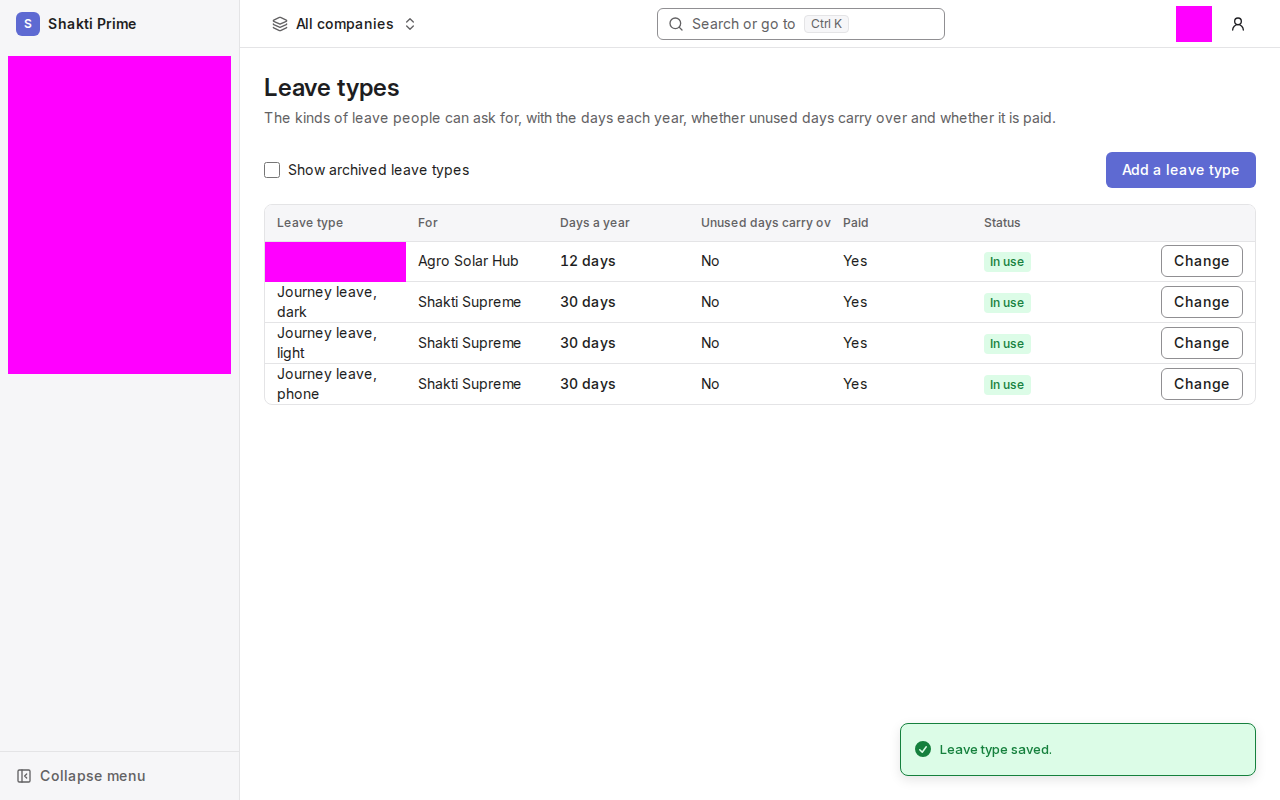 S Shakti Prime
All companies
Search or go to Ctrl K
Leave types
The kinds of leave people can ask for, with the days each year, whether unused days carry over and whether it is paid.
Show archived leave types
Add a leave type
Leave type For Days a year Unused days carry ov Paid Status
Agro Solar Hub 12 days No Yes In use Change
Journey leave, dark Shakti Supreme 30 days No Yes In use Change
Journey leave, light Shakti Supreme 30 days No Yes In use Change
Journey leave, phone Shakti Supreme 30 days No Yes In use Change
Leave type saved.
Collapse menu